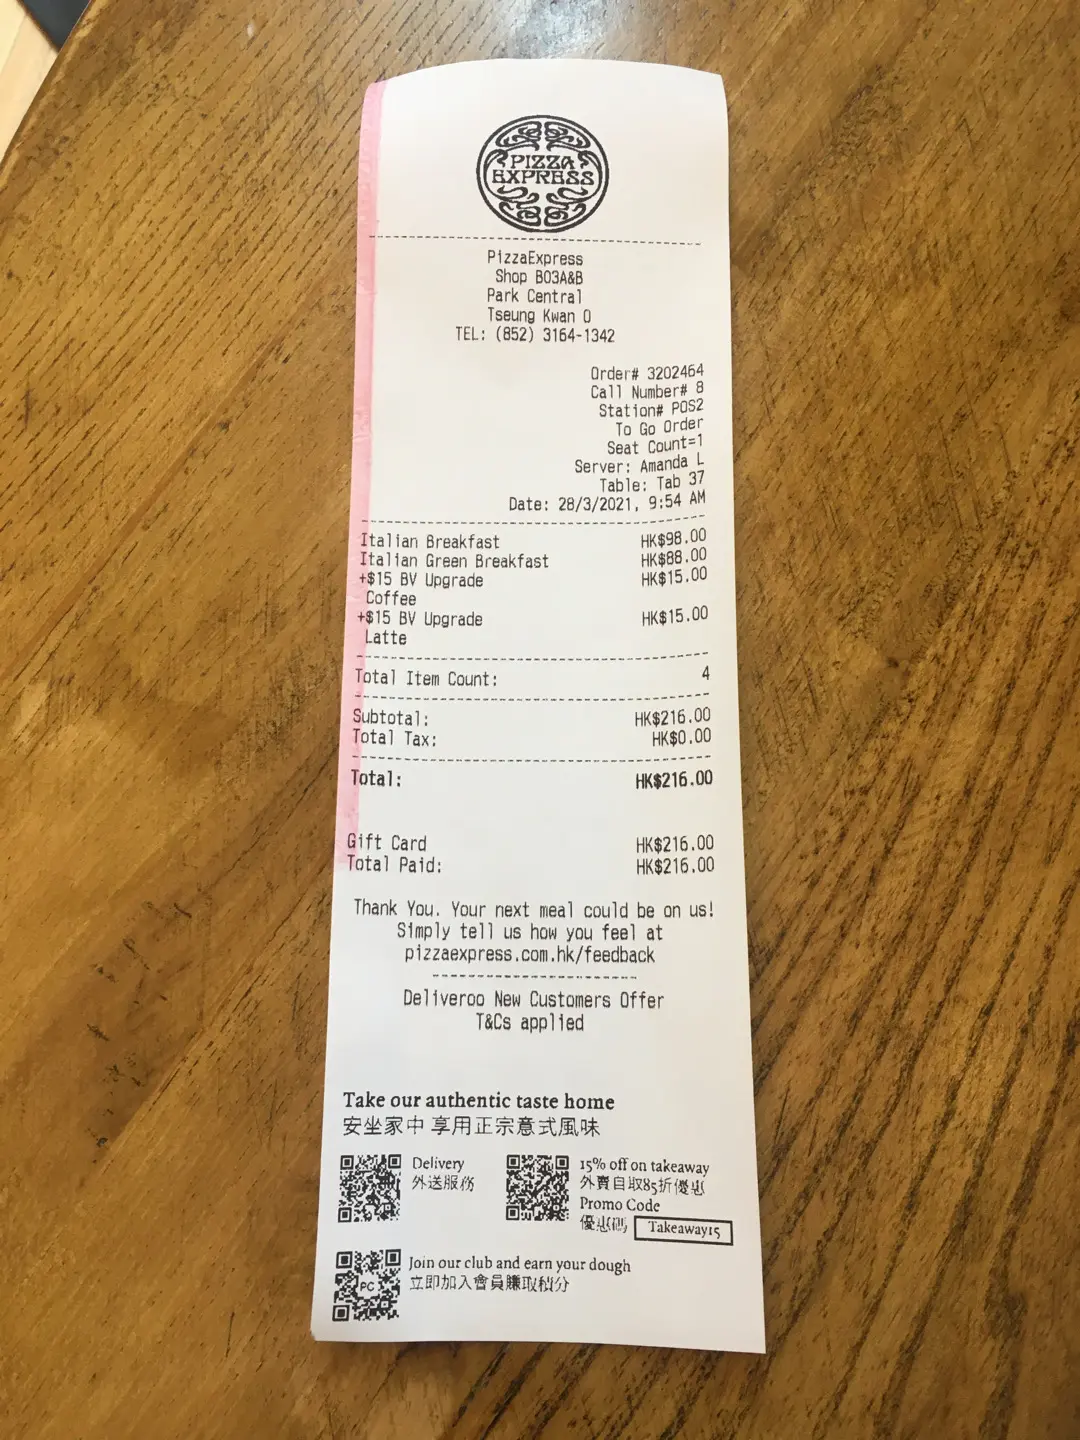 PIZZA
EXPRESS
PizzaExpress
Shop B03A&B
Park Central
Tseung Kwan O
TEL: (852) 3164-1342
Order# 3202464
Call Number# 8
Station# POS2
To Go Order
Seat Count=1
Server: Amanda L
Table: Tab 37
Date: 28/3/2021, 9:54 AM
Italian Breakfast HK$98.00
Italian Green Breakfast HK$88.00
+$15 BV Upgrade HK$15.00
Coffee
+$15 BV Upgrade HK$15.00
Latte
Total Item Count: 4
Subtotal: HK$216.00
Total Tax: HK$0.00
Total: HK$216.00
Gift Card HK$216.00
Total Paid: HK$216.00
Thank You. Your next meal could be on us!
Simply tell us how you feel at
pizzaexpress.com.hk/feedback
Deliveroo New Customers Offer
T&Cs applied
Take our authentic taste home
安坐家中 享用正宗意式風味
Delivery
外送服務
15% off on takeaway
外賣自取85折優惠
Promo Code
優惠碼 Takeaway15
PC
Join our club and earn your dough
立即加入會員賺取積分